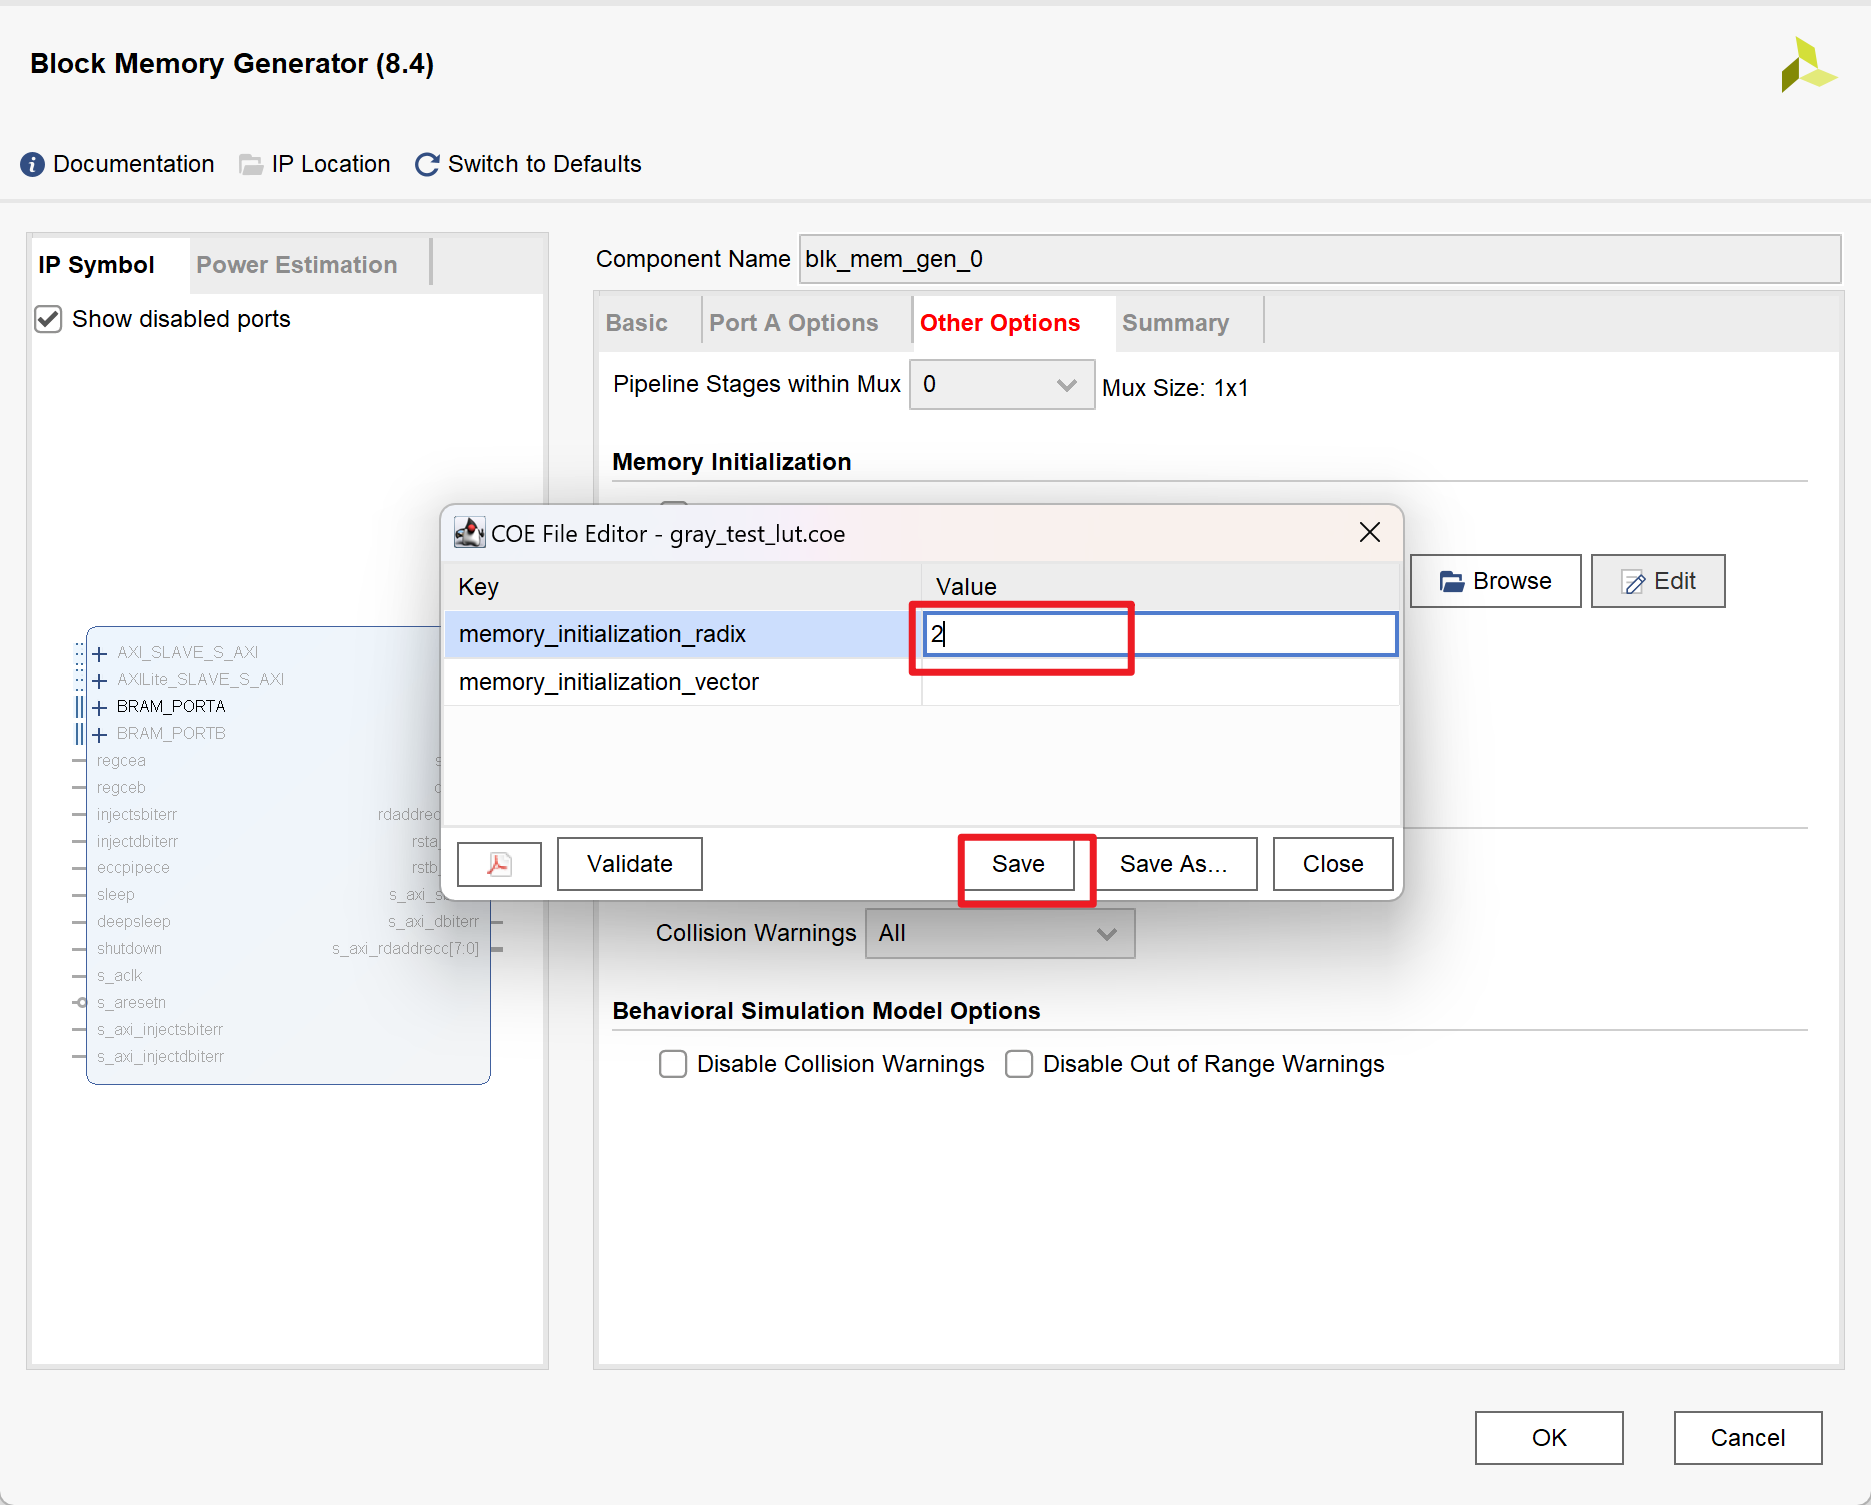 Block Memory Generator (8.4)
Documentation IP Location Switch to Defaults
IP Symbol Power Estimation
Show disabled ports
AXI_SLAVE_S_AXI
AXILite_SLAVE_S_AXI
BRAM_PORTA
BRAM_PORTB
regcea
regceb
injectsbiterr
injectdbiterr
eccpipece
sleep
deepsleep s_axi_dbiterr
shutdown s_axi_rdaddrecc[7:0]
s_aclk
s_aresetn
s_axi_injectsbiterr
s_axi_injectdbiterr
Component Name blk_mem_gen_0
Basic Port A Options Other Options Summary
Pipeline Stages within Mux 0 Mux Size: 1x1
Memory Initialization
Browse Edit
COE File Editor - gray_test_lut.coe
Key Value
memory_initialization_radix 2
memory_initialization_vector
Validate Save Save As... Close
Collision Warnings All
Behavioral Simulation Model Options
Disable Collision Warnings Disable Out of Range Warnings
OK Cancel